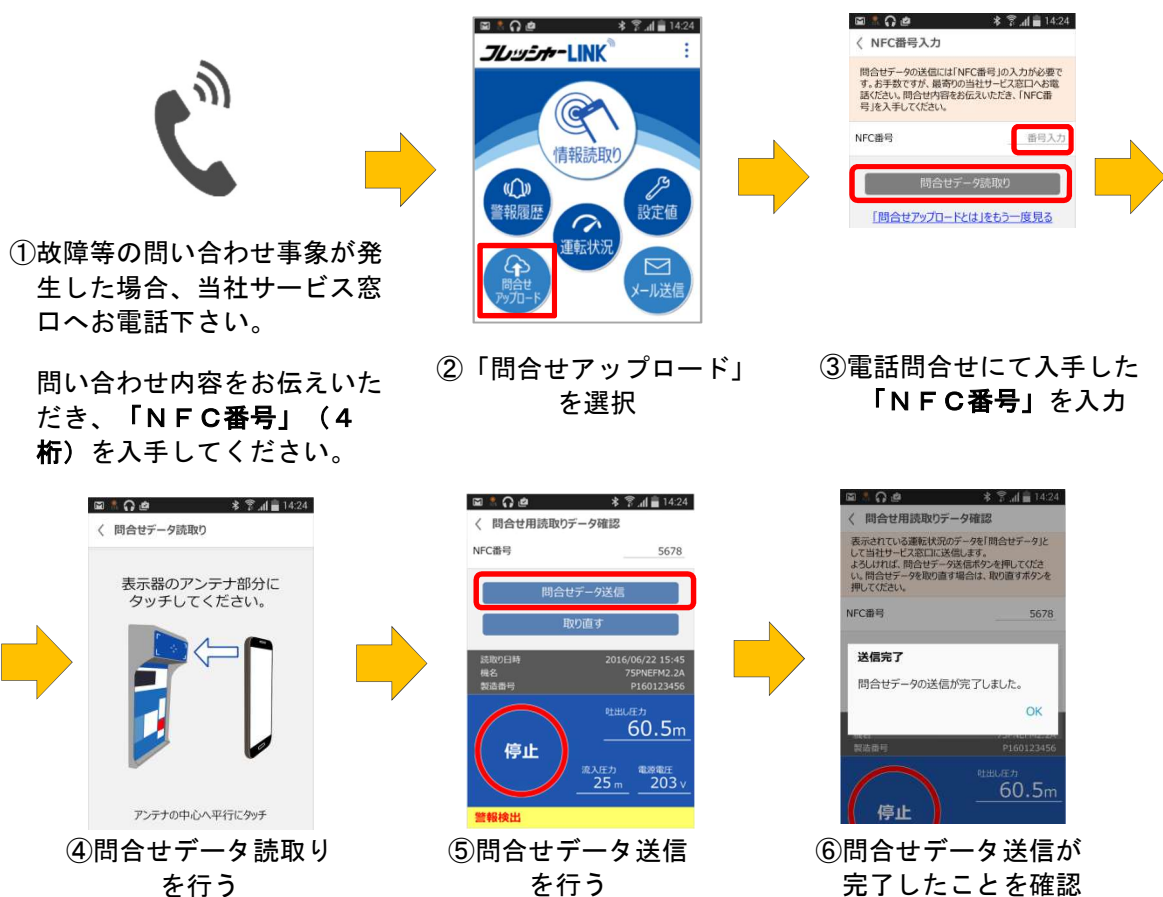 ①故障等の問い合わせ事象が発
生した場合、当社サービス窓
口へお電話下さい。
問い合わせ内容をお伝えいた
だき、「ＮＦＣ番号」（４
桁）を入手してください。
14:24
フレッシャーLINK
情報読取り
警報履歴
設定値
運転状況
問合せ
アップロード
メール送信
②「問合せアップロード」
を選択
14:24
〈 NFC番号入力
問合せデータの送信には「NFC番号」の入力が必要で
す。お手数ですが、最寄りの当社サービス窓口へお電
話ください。問合せ内容をお伝えいただき、「NFC番
号」を入手してください。
NFC番号 番号入力
問合せデータ読取り
「問合せアップロードとは」をもう一度見る
③電話問合せにて入手した
「ＮＦＣ番号」を入力
14:24
〈 問合せデータ読取り
表示器のアンテナ部分に
タッチしてください。
アンテナの中心へ平行にタッチ
④問合せデータ読取り
を行う
14:24
〈 問合せ用読取りデータ確認
NFC番号 5678
問合せデータ送信
取り直す
読取り日時 2016/06/22 15:45
機名 75PNEFM2.2A
製造番号 P160123456
停止
吐出し圧力
60.5m
流入圧力 電源電圧
25 m 203 v
警報検出
⑤問合せデータ送信
を行う
14:24
〈 問合せ用読取りデータ確認
表示されている運転状況のデータを「問合せデータ」と
して当社サービス窓口に送信します。
よろしければ、問合せデータ送信ボタンを押してくださ
い。問合せデータを取り直す場合は、取り直すボタンを
押してください。
NFC番号 5678
送信完了
問合せデータの送信が完了しました。
OK
製造番号 P160123456
停止
吐出し圧力
60.5m
⑥問合せデータ送信が
完了したことを確認